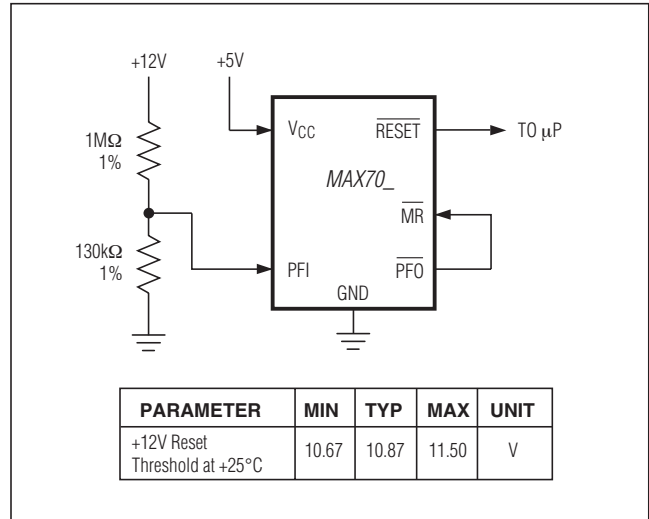 +12V
+5V
1MΩ
1%
130kΩ
1%
VCC
RESET
TO μP
MAX70_
MR
PFI
PFO
GND
PARAMETER MIN TYP MAX UNIT
+12V Reset
Threshold at +25°C
10.67 10.87 11.50 V